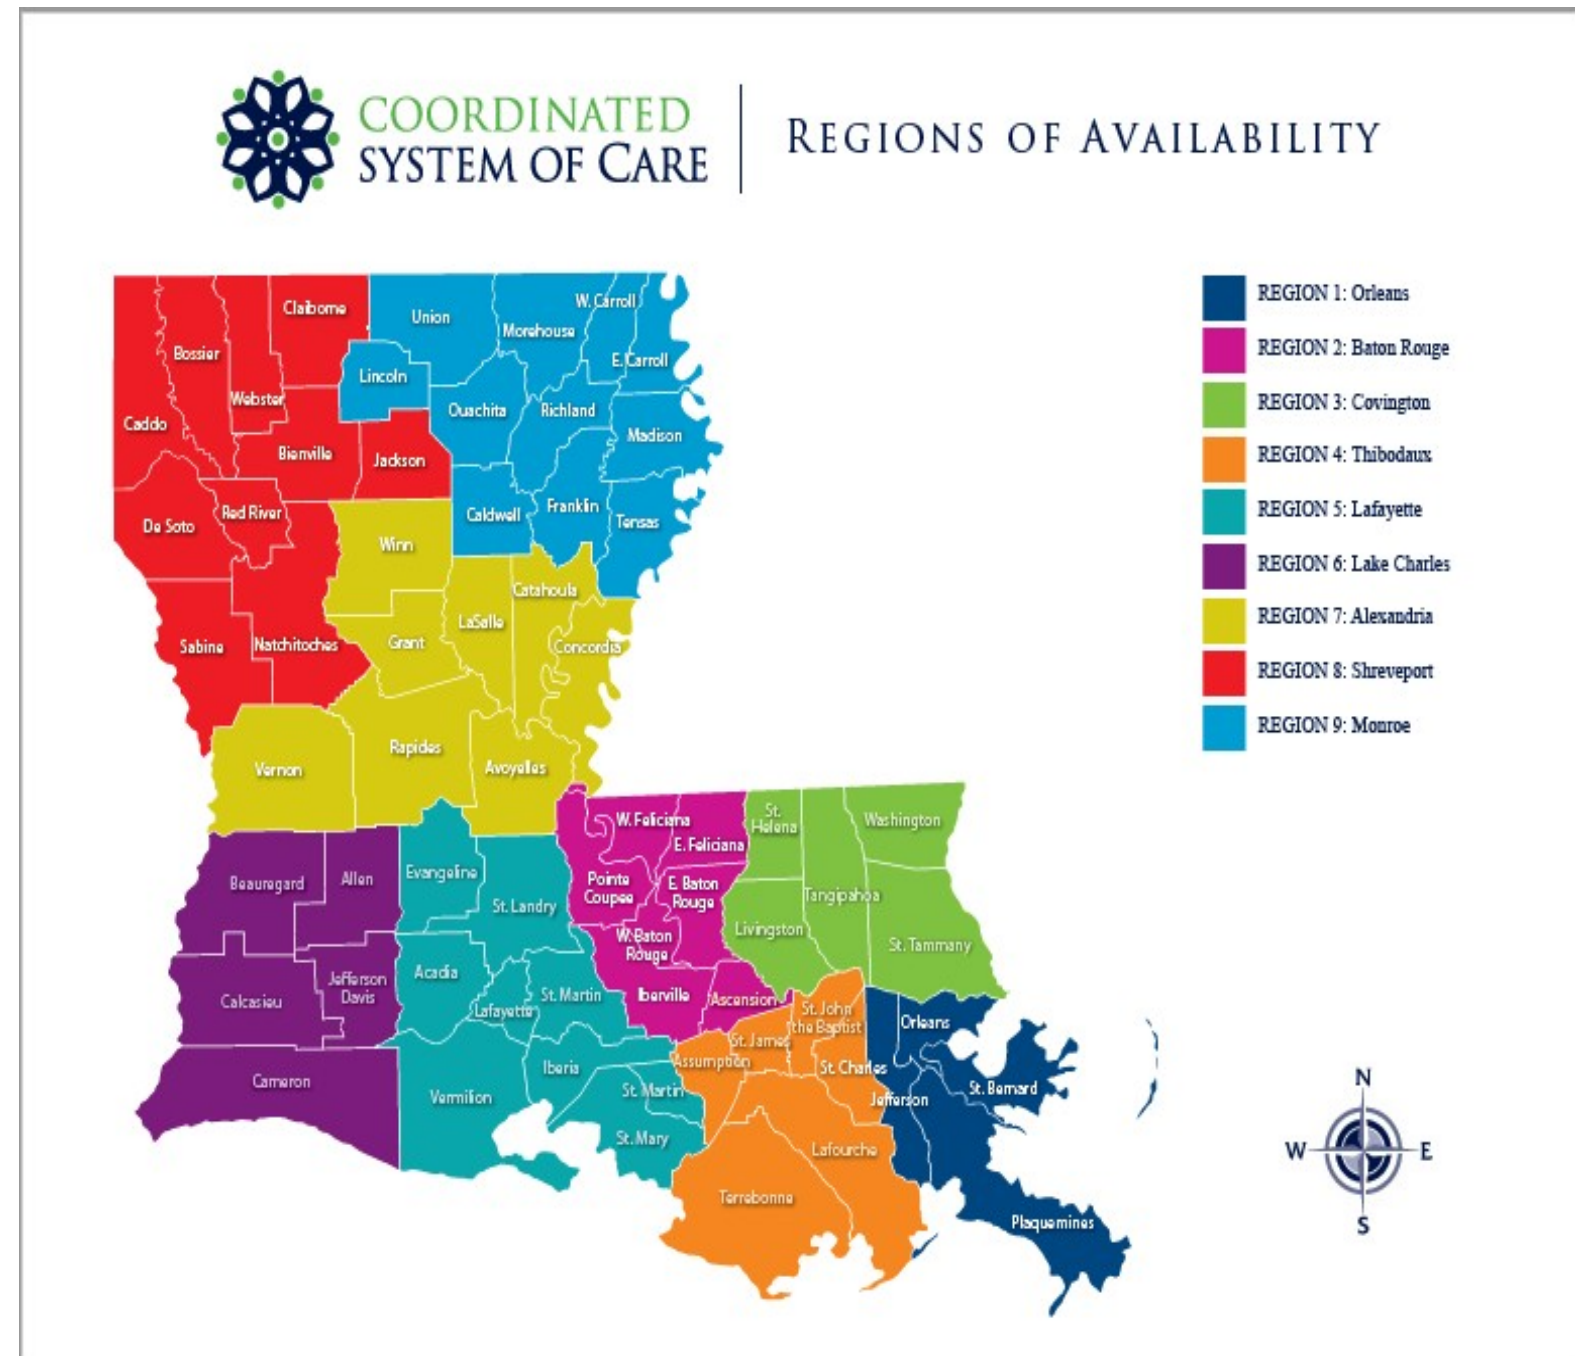 COORDINATED
SYSTEM OF CARE
REGIONS OF AVAILABILITY
REGION 1: Orleans
REGION 2: Baton Rouge
REGION 3: Covington
REGION 4: Thibodaux
REGION 5: Lafayette
REGION 6: Lake Charles
REGION 7: Alexandria
REGION 8: Shreveport
REGION 9: Monroe
Claiborne
Union
W. Carroll
Morehouse
Bossier
E. Carroll
Lincoln
Webster
Ouachita
Richland
Caddo
Madison
Bienville
Jackson
Red River
Caldwell
Franklin
Tensas
De Soto
Winn
Catahoula
LaSalle
Sabine
Natchitoches
Grant
Concordia
Rapides
Vernon
Avoyelles
W. Feliciana
St.
Helena
Washington
E. Feliciana
Evangeline
Beauregard
Allen
Pointe
Coupee
E. Baton
Rouge
Tangipahoa
St. Landry
Livingston
W. Baton
Rouge
St. Tammany
Acadia
Jefferson
Davis
St. Martin
Iberville
Ascension
Calcasieu
Lafayette
St. John
the Baptist
Orleans
St. James
Assumption
St. Charles
Iberia
Cameron
St. Martin
St. Bernard
Vermilion
Jefferson
St. Mary
Lafourche
Terrebonne
Plaquemines
N
W
E
S